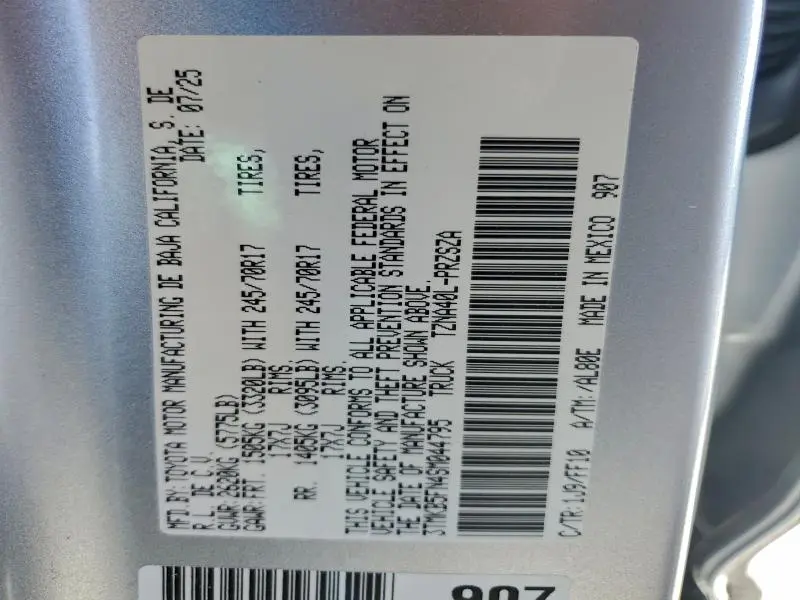 MFD.BY: TOYOTA MOTOR MANUFACTURING DE BAJA CALIFORNIA, S. DE
R.L. DE C.V. DATE: 07/25
GVWR: 2620KG (5775LB)
GAWR: FRT. 1505KG (3320LB) WITH 245/70R17 TIRES,
17X7J RIMS,
RR. 1405KG (3095LB) WITH 245/70R17 TIRES,
17X7J RIMS.
THIS VEHICLE CONFORMS TO ALL APPLICABLE FEDERAL MOTOR
VEHICLE SAFETY AND THEFT PREVENTION STANDARDS IN EFFECT ON
THE DATE OF MANUFACTURE SHOWN ABOVE.
3TMKB5FN4SM044795 TRUCK TZNA40L-PRZSZA
C/TR:1J9/FF10 A/TM:/AL80E MADE IN MEXICO 907
907